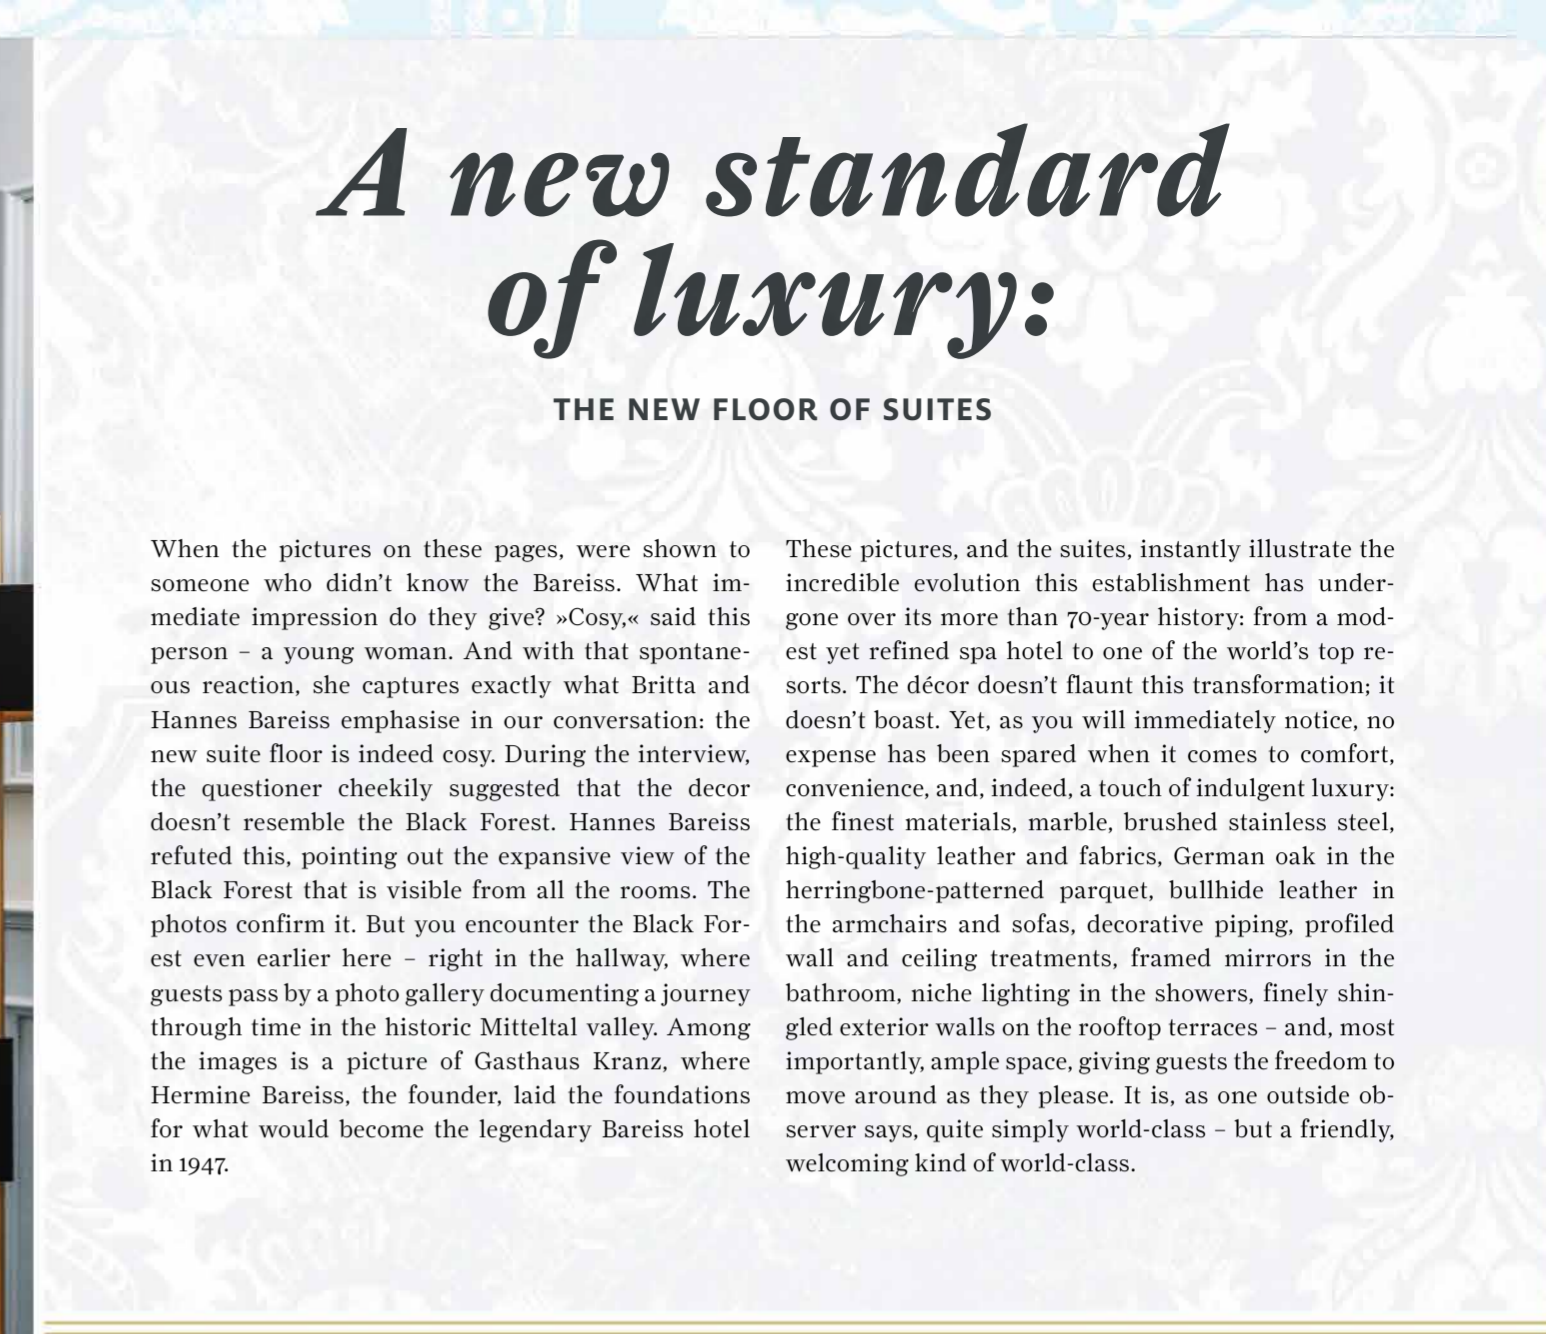 A new standard
of luxury:
THE NEW FLOOR OF SUITES
When the pictures on these pages, were shown to
someone who didn’t know the Bareiss. What im-
mediate impression do they give? »Cosy,« said this
person – a young woman. And with that spontane-
ous reaction, she captures exactly what Britta and
Hannes Bareiss emphasise in our conversation: the
new suite floor is indeed cosy. During the interview,
the questioner cheekily suggested that the decor
doesn’t resemble the Black Forest. Hannes Bareiss
refuted this, pointing out the expansive view of the
Black Forest that is visible from all the rooms. The
photos confirm it. But you encounter the Black For-
est even earlier here – right in the hallway, where
guests pass by a photo gallery documenting a journey
through time in the historic Mitteltal valley. Among
the images is a picture of Gasthaus Kranz, where
Hermine Bareiss, the founder, laid the foundations
for what would become the legendary Bareiss hotel
in 1947.
These pictures, and the suites, instantly illustrate the
incredible evolution this establishment has under-
gone over its more than 70-year history: from a mod-
est yet refined spa hotel to one of the world’s top re-
sorts. The décor doesn’t flaunt this transformation; it
doesn’t boast. Yet, as you will immediately notice, no
expense has been spared when it comes to comfort,
convenience, and, indeed, a touch of indulgent luxury:
the finest materials, marble, brushed stainless steel,
high-quality leather and fabrics, German oak in the
herringbone-patterned parquet, bullhide leather in
the armchairs and sofas, decorative piping, profiled
wall and ceiling treatments, framed mirrors in the
bathroom, niche lighting in the showers, finely shin-
gled exterior walls on the rooftop terraces – and, most
importantly, ample space, giving guests the freedom to
move around as they please. It is, as one outside ob-
server says, quite simply world-class – but a friendly,
welcoming kind of world-class.